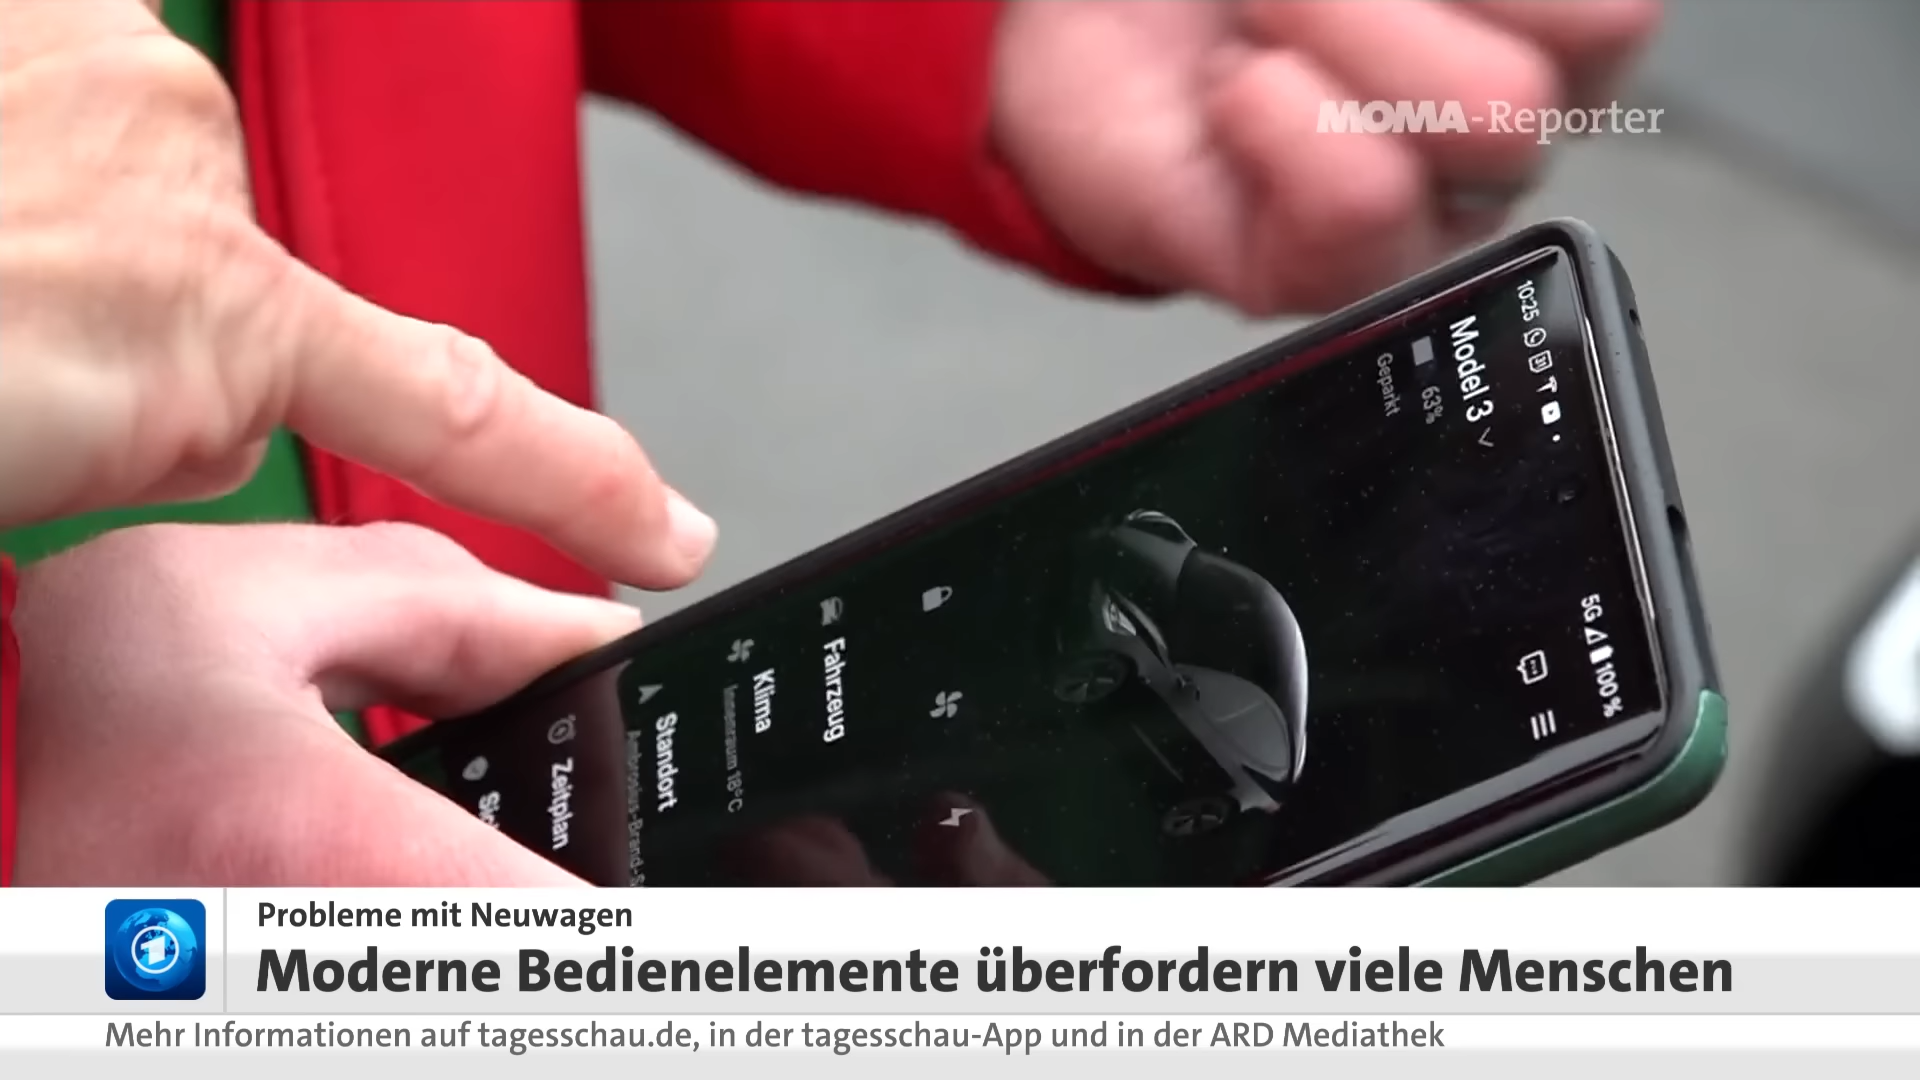 MOMA-Reporter
10:25
5G 100%
Model 3
63%
Geparkt
Fahrzeug
Klima
Innenraum 18°C
Standort
Zeitplan
1
Probleme mit Neuwagen
Moderne Bedienelemente überfordern viele Menschen
Mehr Informationen auf tagesschau.de, in der tagesschau-App und in der ARD Mediathek